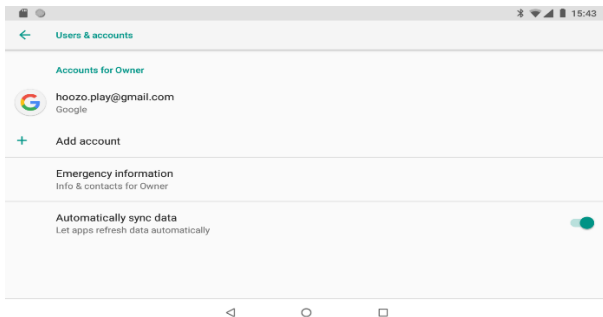 15:43
Users & accounts
Accounts for Owner
hoozo.play@gmail.com
Google
Add account
Emergency information
Info & contacts for Owner
Automatically sync data
Let apps refresh data automatically